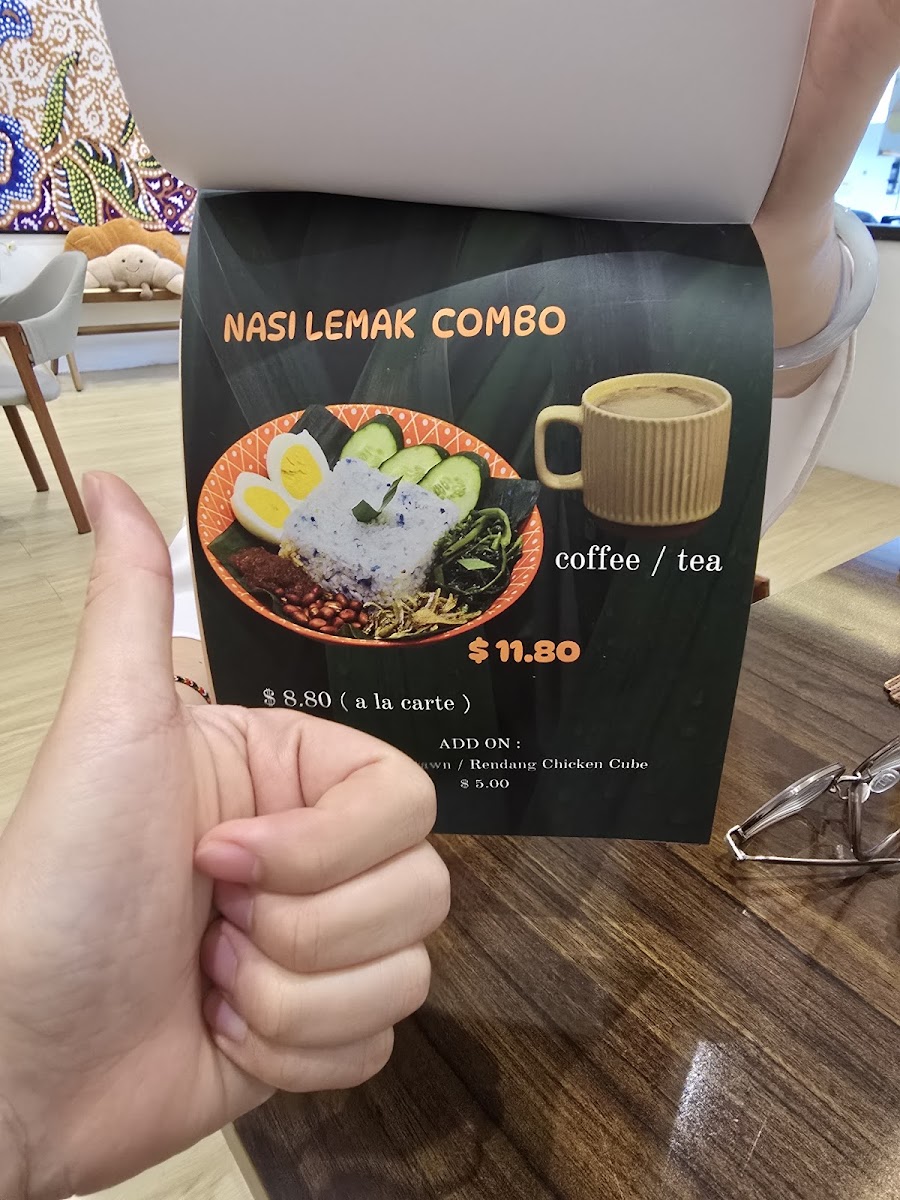 NASI LEMAK COMBO
coffee / tea
$ 11.80
$ 8.80 ( a la carte )
ADD ON :
/ Rendang Chicken Cube
$ 5.00